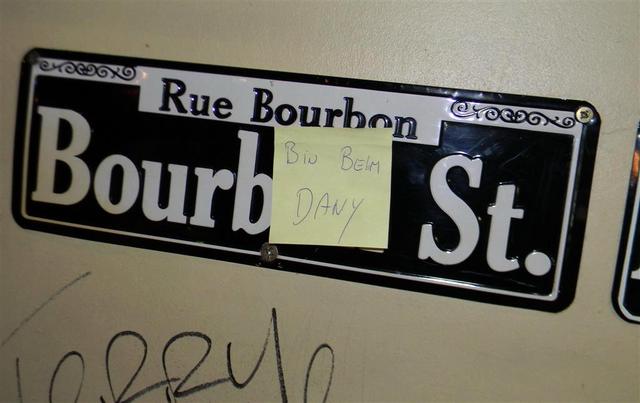 Rue Bourbon
Bourb St.
BIN BEIM
DANY